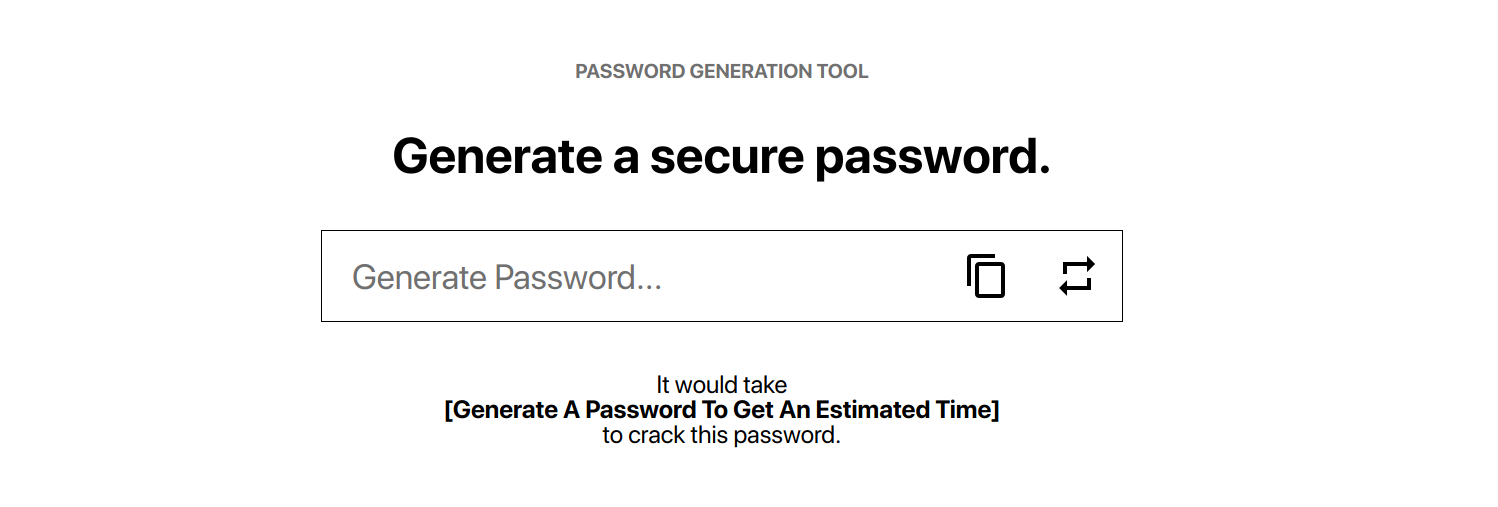 PASSWORD GENERATION TOOL
Generate a secure password.
Generate Password...
It would take
[Generate A Password To Get An Estimated Time]
to crack this password.